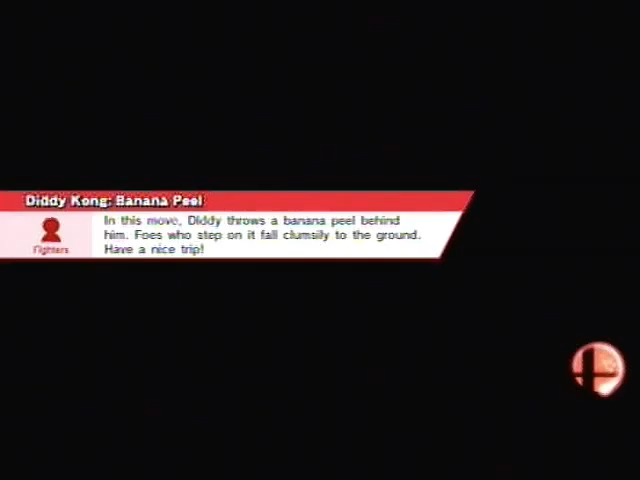 Diddy Kong: Banana Peel
In this move, Diddy throws a banana peel behind
him. Foes who step on it fall clumsily to the ground.
Have a nice trip!
Fighters